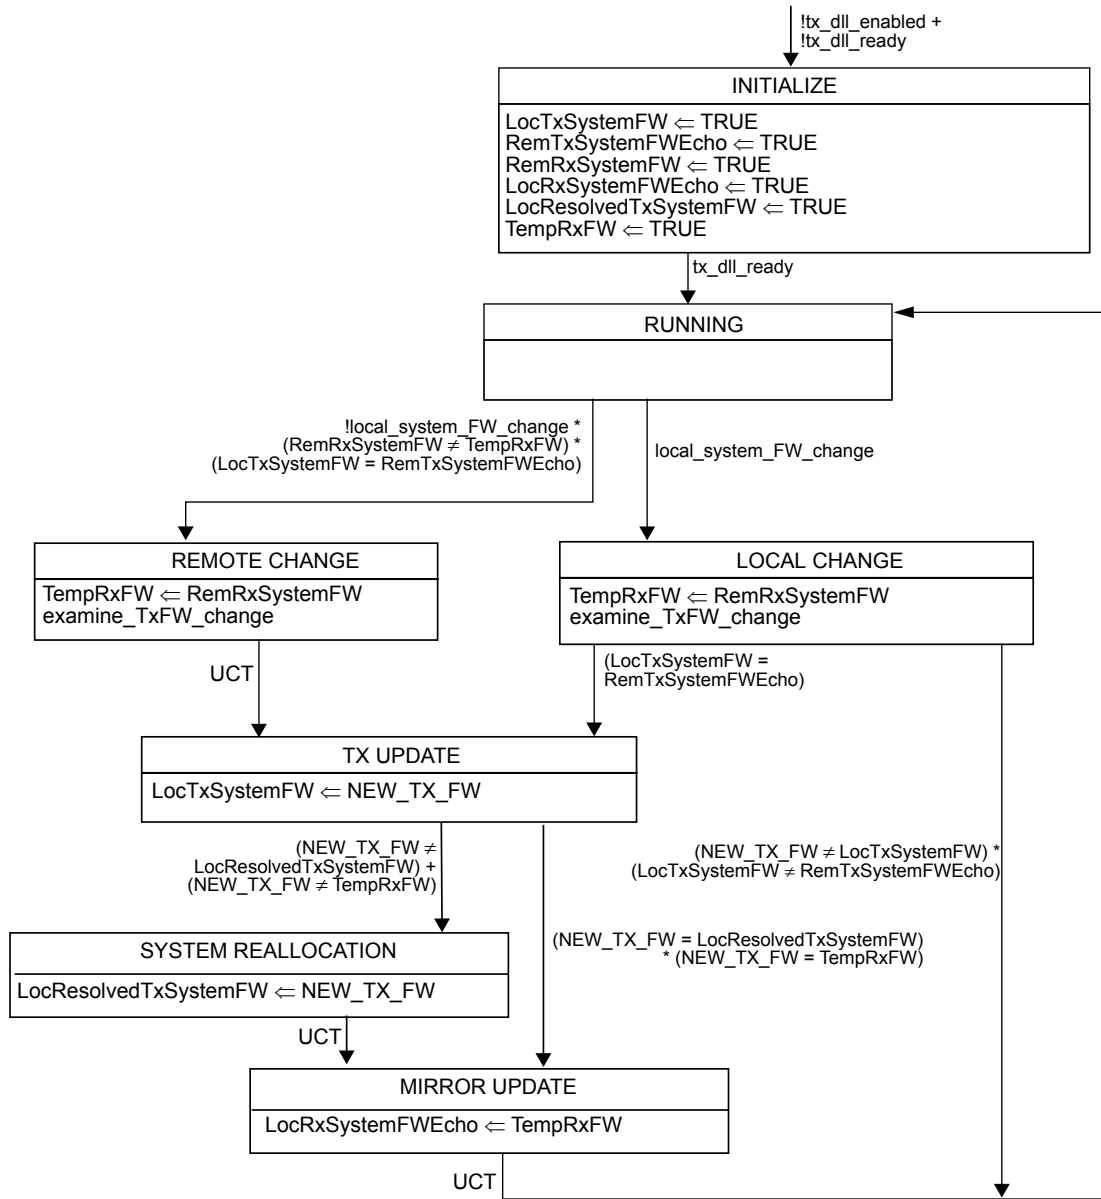 !tx_dll_enabled +
!tx_dll_ready
INITIALIZE
LocTxSystemFW ⇐ TRUE
RemTxSystemFWEcho ⇐ TRUE
RemRxSystemFW ⇐ TRUE
LocRxSystemFWEcho ⇐ TRUE
LocResolvedTxSystemFW ⇐ TRUE
TempRxFW ⇐ TRUE
tx_dll_ready
RUNNING
!local_system_FW_change *
(RemRxSystemFW ≠ TempRxFW) *
(LocTxSystemFW = RemTxSystemFWEcho)
local_system_FW_change
REMOTE CHANGE
TempRxFW ⇐ RemRxSystemFW
examine_TxFW_change
LOCAL CHANGE
TempRxFW ⇐ RemRxSystemFW
examine_TxFW_change
UCT
(LocTxSystemFW =
RemTxSystemFWEcho)
TX UPDATE
LocTxSystemFW ⇐ NEW_TX_FW
(NEW_TX_FW ≠
LocResolvedTxSystemFW) +
(NEW_TX_FW ≠ TempRxFW)
(NEW_TX_FW ≠ LocTxSystemFW) *
(LocTxSystemFW ≠ RemTxSystemFWEcho)
(NEW_TX_FW = LocResolvedTxSystemFW)
* (NEW_TX_FW = TempRxFW)
SYSTEM REALLOCATION
LocResolvedTxSystemFW ⇐ NEW_TX_FW
UCT
MIRROR UPDATE
LocRxSystemFWEcho ⇐ TempRxFW
UCT